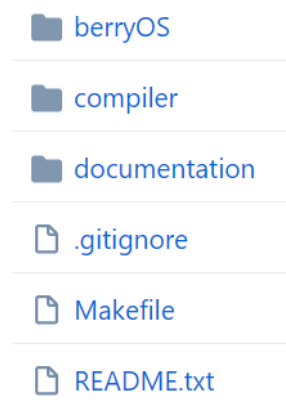 berryOS
compiler
documentation
.gitignore
Makefile
README.txt